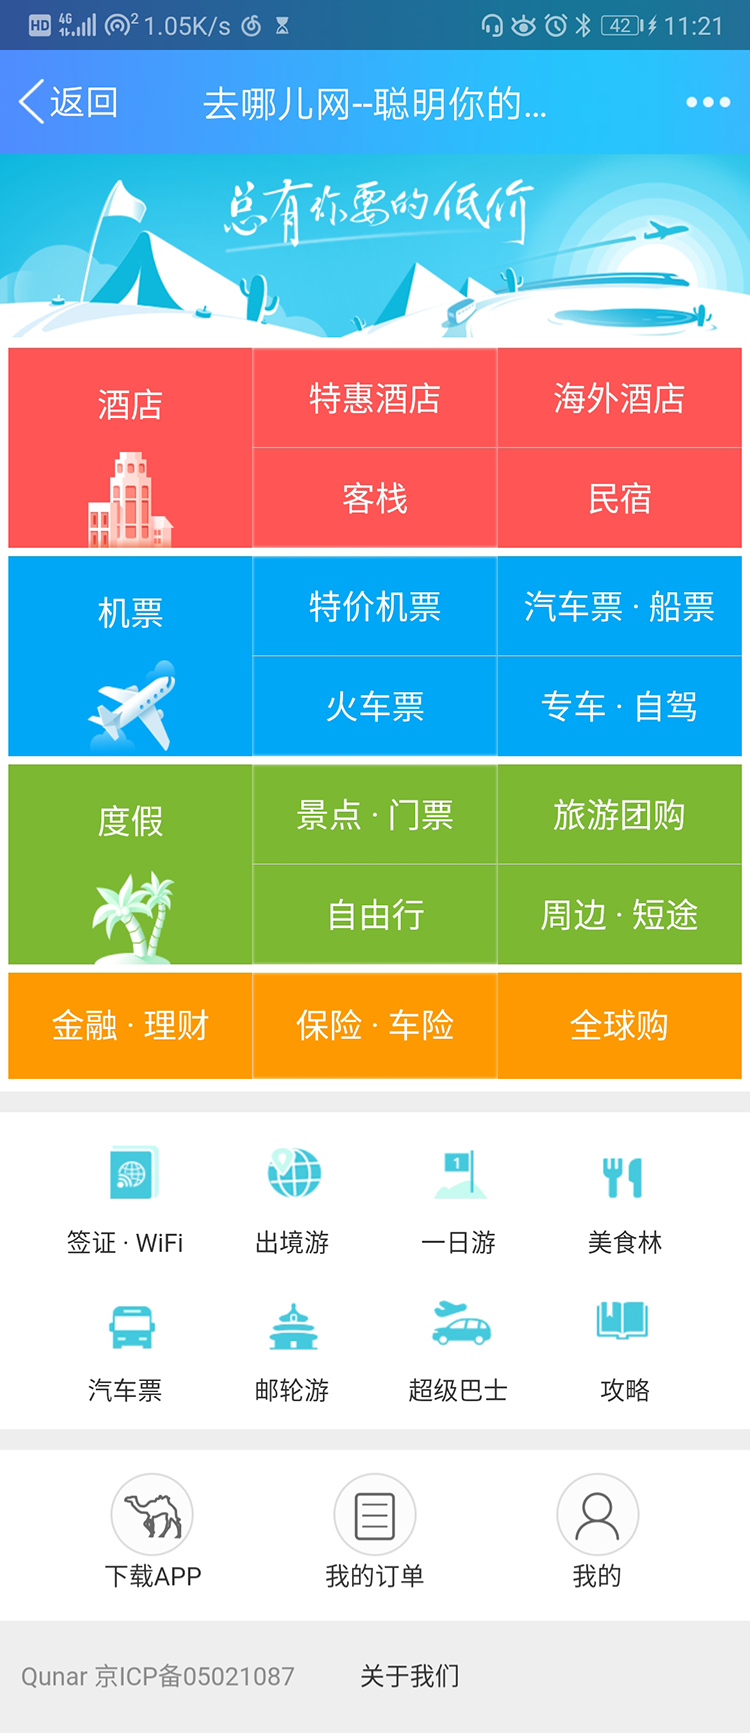 HD 4G 2 1.05K/s 42 11:21
返回 去哪儿网--聪明你的...
总有你要的低价
酒店 特惠酒店 海外酒店
客栈 民宿
机票 特价机票 汽车票·船票
火车票 专车·自驾
度假 景点·门票 旅游团购
自由行 周边·短途
金融·理财 保险·车险 全球购
1
签证·WiFi 出境游 一日游 美食林
汽车票 邮轮游 超级巴士 攻略
下载APP 我的订单 我的
Qunar 京ICP备05021087 关于我们